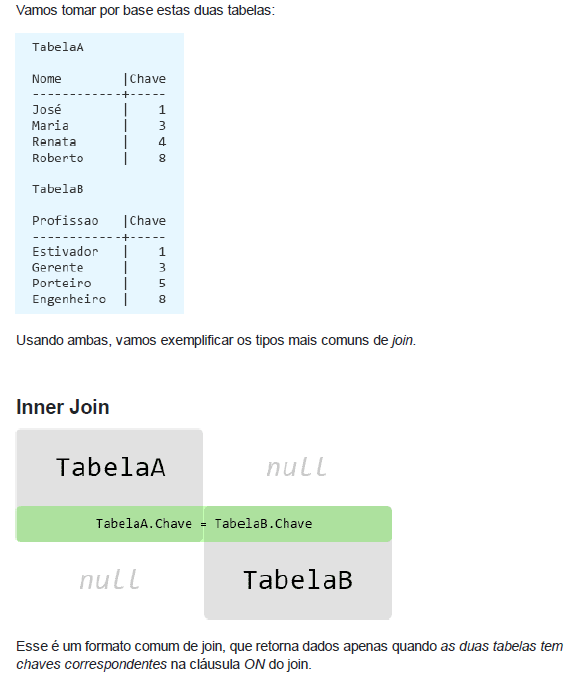 Vamos tomar por base estas duas tabelas:
TabelaA
Nome        |Chave
------------+-----
José        |    1
Maria       |    3
Renata      |    4
Roberto     |    8
TabelaB
Profissao   |Chave
------------+-----
Estivador   |    1
Gerente     |    3
Porteiro    |    5
Engenheiro  |    8
Usando ambas, vamos exemplificar os tipos mais comuns de join.
Inner Join
TabelaA null
TabelaA.Chave = TabelaB.Chave
null TabelaB
Esse é um formato comum de join, que retorna dados apenas quando as duas tabelas tem
chaves correspondentes na cláusula ON do join.